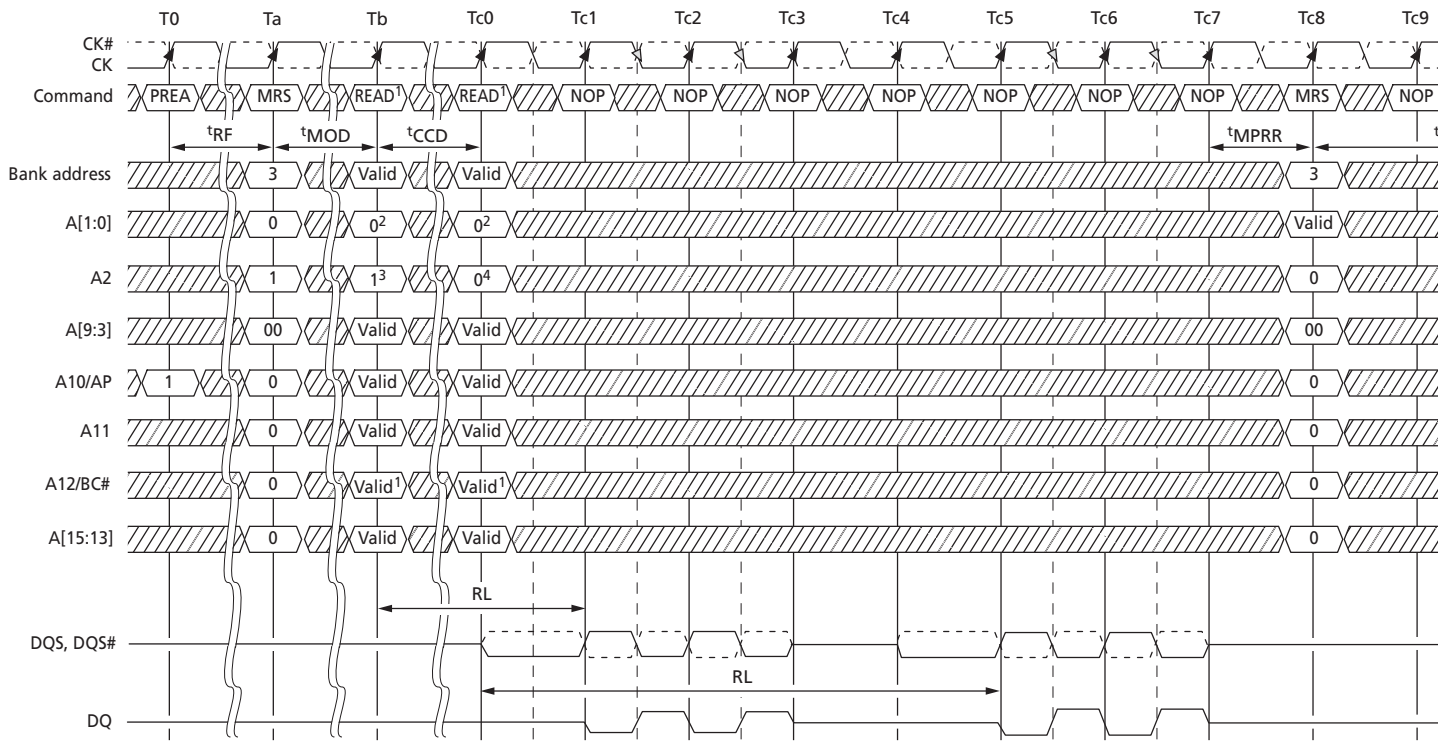 T0 Ta Tb Tc0 Tc1 Tc2 Tc3 Tc4 Tc5 Tc6 Tc7 Tc8 Tc9
CK#
CK
Command PREA MRS READ¹ READ¹ NOP NOP NOP NOP NOP NOP NOP MRS NOP
ᵗRF ᵗMOD ᵗCCD ᵗMPRR ᵗ
Bank address 3 Valid Valid 3
A[1:0] 0 0² 0² Valid
A2 1 1³ 0⁴ 0
A[9:3] 00 Valid Valid 00
A10/AP 1 0 Valid Valid 0
A11 0 Valid Valid 0
A12/BC# 0 Valid¹ Valid¹ 0
A[15:13] 0 Valid Valid 0
RL
DQS, DQS#
RL
DQ